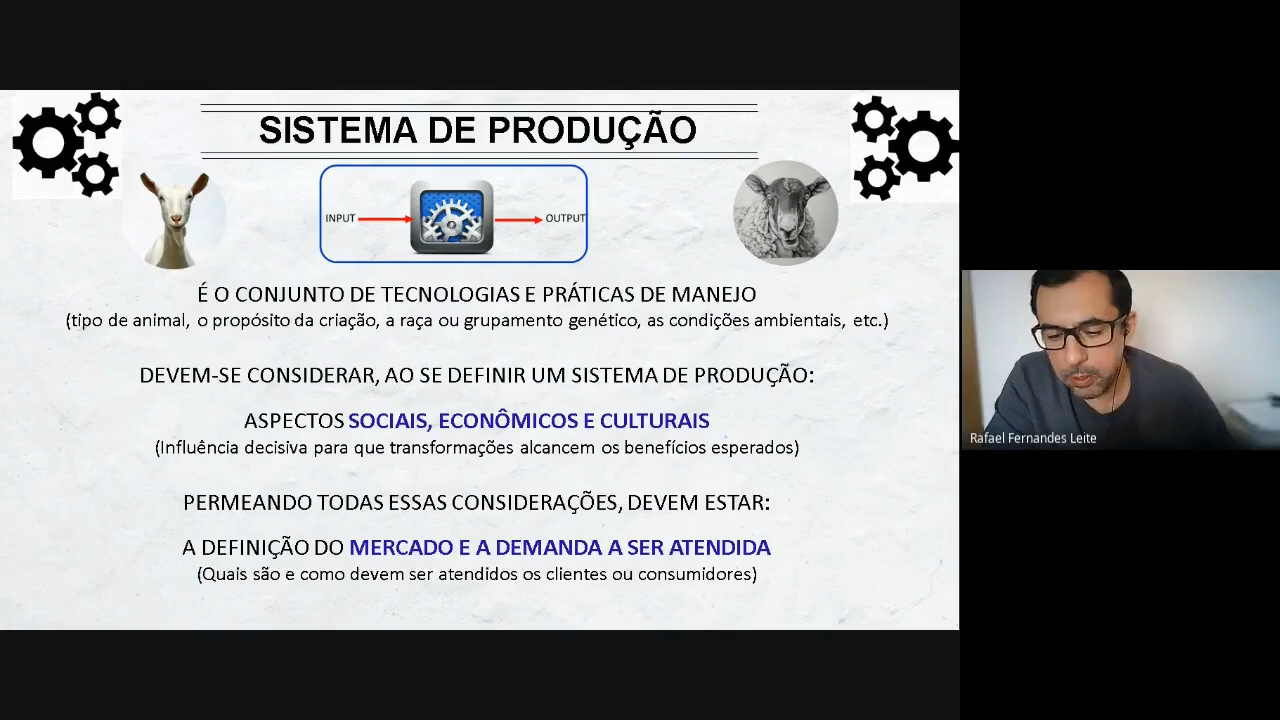 SISTEMA DE PRODUÇÃO
INPUT
OUTPUT
É O CONJUNTO DE TECNOLOGIAS E PRÁTICAS DE MANEJO
(tipo de animal, o propósito da criação, a raça ou grupamento genético, as condições ambientais, etc.)
DEVEM-SE CONSIDERAR, AO SE DEFINIR UM SISTEMA DE PRODUÇÃO:
ASPECTOS SOCIAIS, ECONÔMICOS E CULTURAIS
(Influência decisiva para que transformações alcancem os benefícios esperados)
PERMEANDO TODAS ESSAS CONSIDERAÇÕES, DEVEM ESTAR:
A DEFINIÇÃO DO MERCADO E A DEMANDA A SER ATENDIDA
(Quais são e como devem ser atendidos os clientes ou consumidores)
Rafael Fernandes Leite